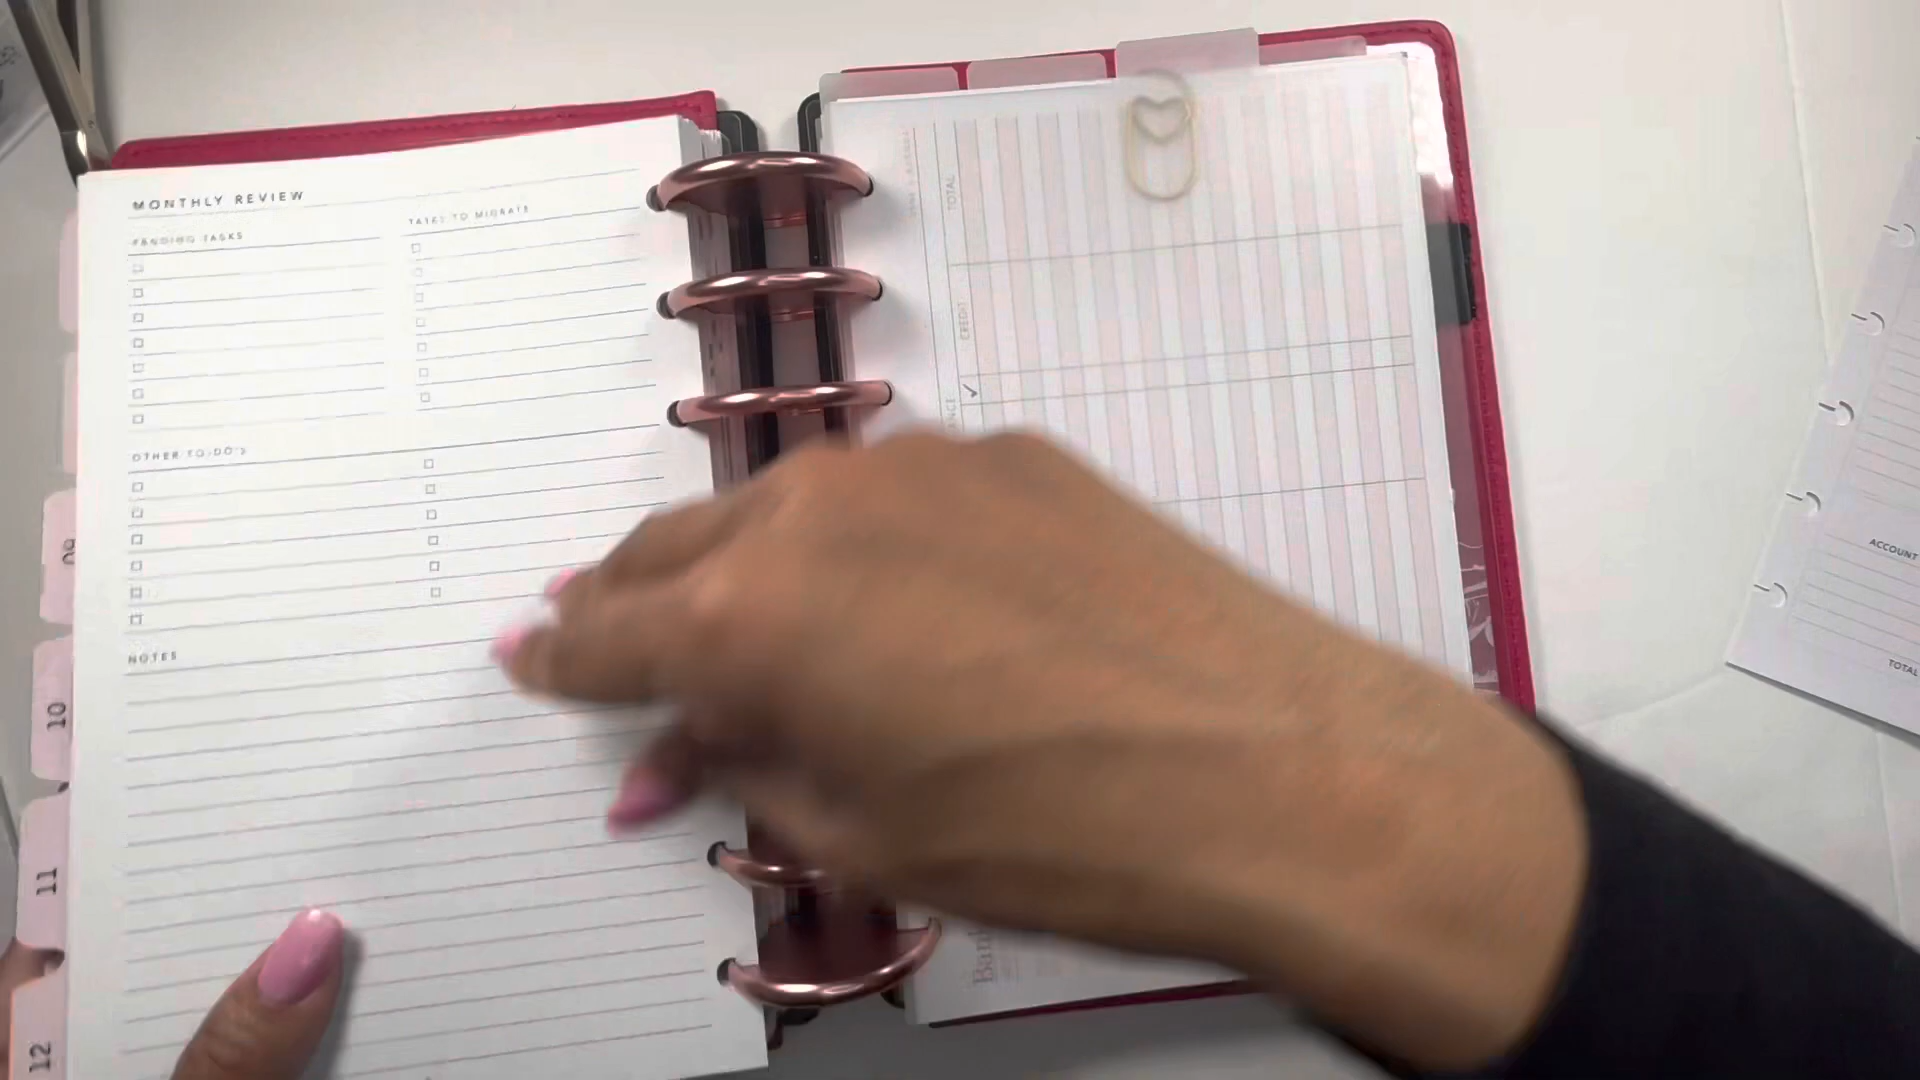 MONTHLY REVIEW
PENDING TASKS
TASKS TO MIGRATE
OTHER TO-DO'S
NOTES
09
10
11
12
TOTAL
CREDIT
ACCOUNT
TOTAL